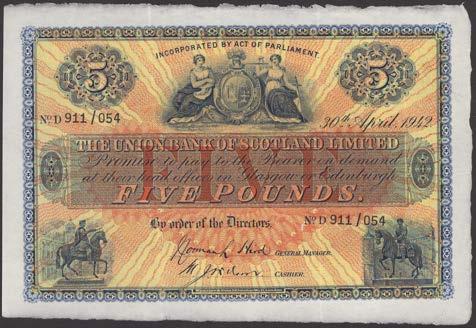 INCORPORATED BY ACT OF PARLIAMENT.
5 5
No. D 911/054
30th April, 1942
THE UNION BANK OF SCOTLAND, LIMITED
Promise to pay to the Bearer on demand
at their head offices in Glasgow or Edinburgh
FIVE POUNDS.
By order of the Directors. No. D 911/054
GENERAL MANAGER.
CASHIER.